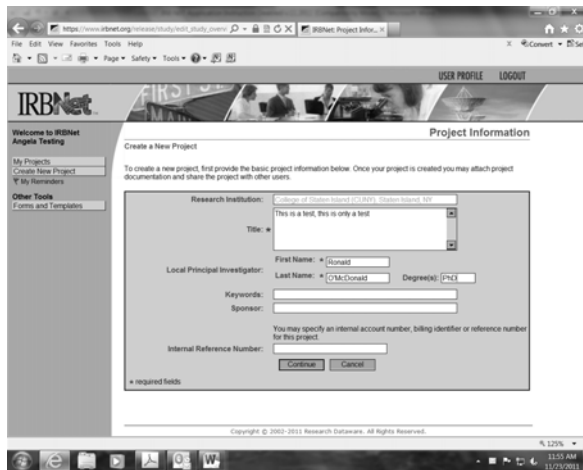 https://www.irbnet.org/release/study/edit_study_overvi
IRBNet: Project Infor...
File Edit View Favorites Tools Help
Convert
Page Safety Tools
USER PROFILE LOGOUT
IRBNet
FIRST
Welcome to IRBNet
Angela Testing
My Projects
Create New Project
My Reminders
Other Tools
Forms and Templates
Project Information
Create a New Project
To create a new project, first provide the basic project information below. Once your project is created you may attach project
documentation and share the project with other users.
Research Institution: College of Staten Island (CUNY), Staten Island, NY
Title: * This is a test, this is only a test
Local Principal Investigator:
First Name: * Ronald
Last Name: * O'McDonald Degree(s): PhD
Keywords:
Sponsor:
You may specify an internal account number, billing identifier or reference number
for this project.
Internal Reference Number:
Continue Cancel
* required fields
Copyright © 2002-2011 Research Dataware. All Rights Reserved.
125%
11:55 AM
11/23/2011